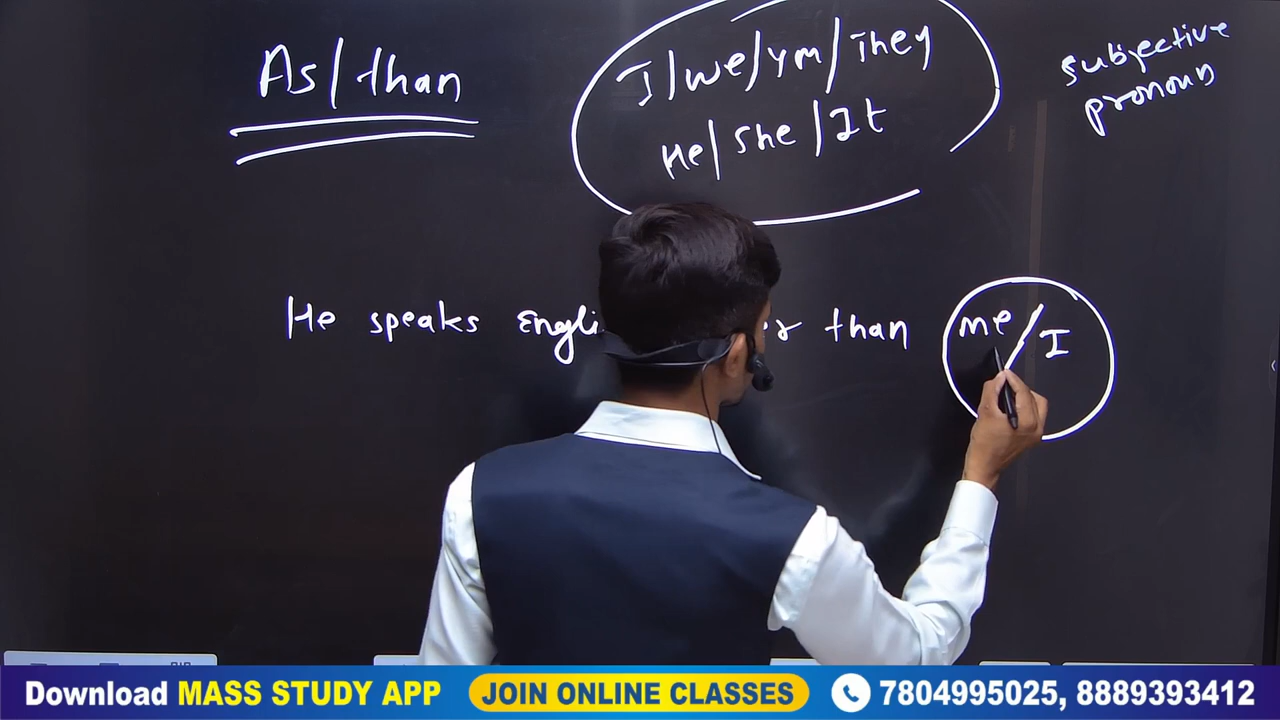 As/than
I/we/you/They
He/she/It
subjective
pronoun
He speaks engli er than me/I
Download MASS STUDY APP JOIN ONLINE CLASSES 7804995025, 8889393412